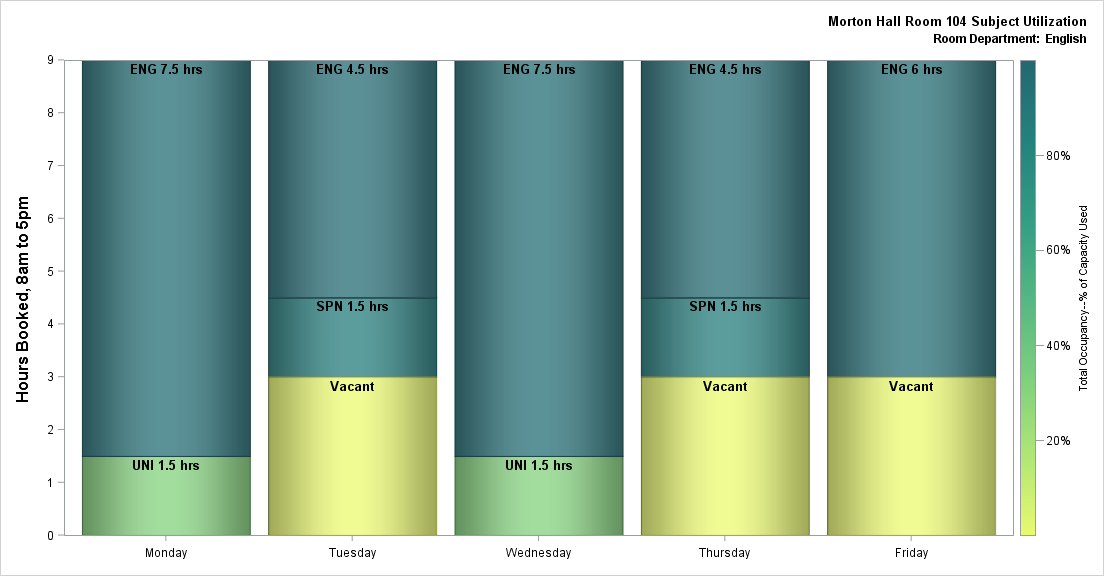 Morton Hall Room 104 Subject Utilization
Room Department: English
Hours Booked, 8am to 5pm
9
8
7
6
5
4
3
2
1
0
ENG 7.5 hrs
UNI 1.5 hrs
ENG 4.5 hrs
SPN 1.5 hrs
Vacant
ENG 7.5 hrs
UNI 1.5 hrs
ENG 4.5 hrs
SPN 1.5 hrs
Vacant
ENG 6 hrs
Vacant
Monday
Tuesday
Wednesday
Thursday
Friday
80%
60%
40%
20%
Total Occupancy--% of Capacity Used